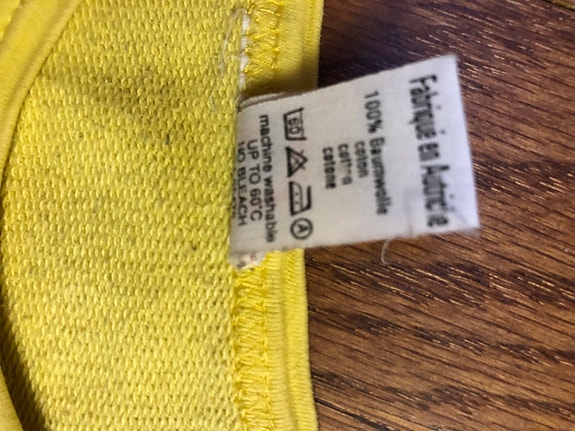 Fabriqué en Autriche
100% Baumwolle
coton
cotton
cotone
60 A
machine washable
UP TO 60°C
NO BLEACH